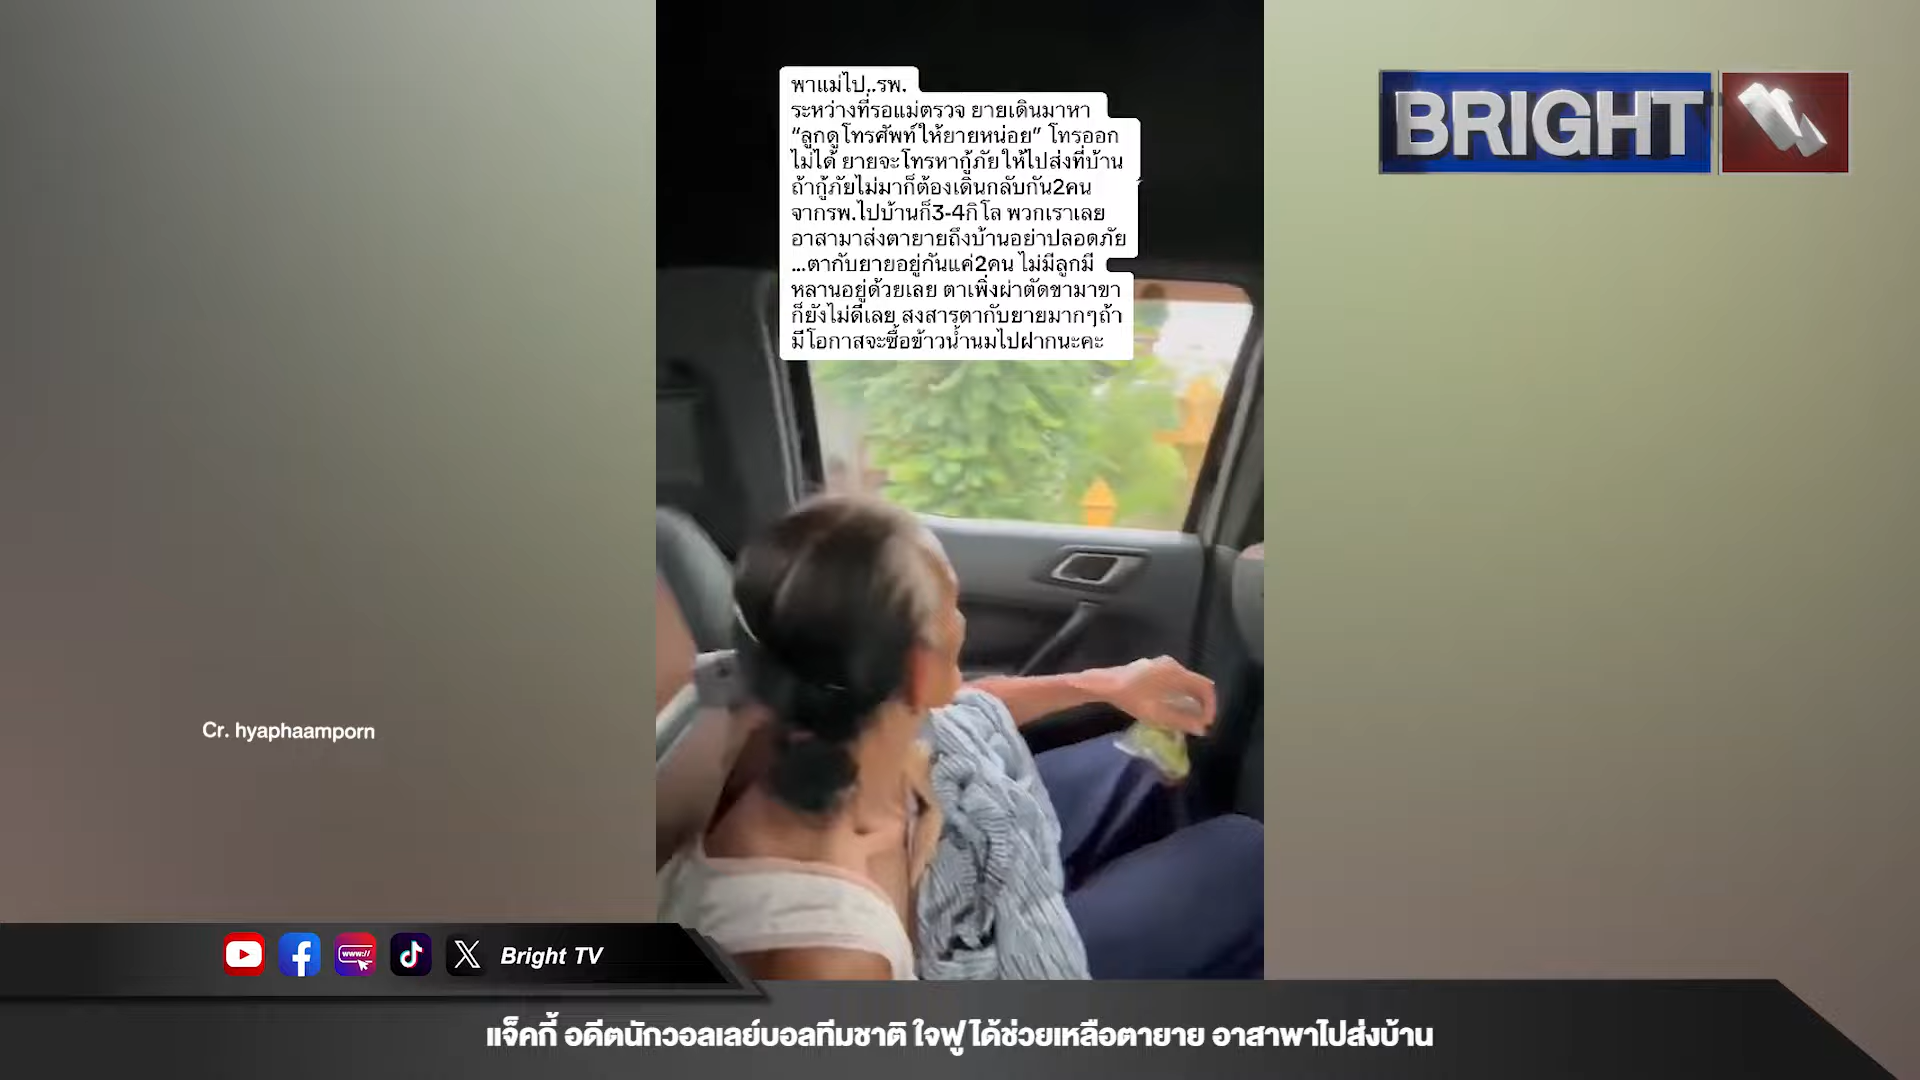 พาแม่ไป..รพ.
ระหว่างที่รอแม่ตรวจ ยายเดินมาหา
“ลูกดูโทรศัพท์ให้ยายหน่อย” โทรออก
ไม่ได้ ยายจะโทรหากู้ภัยให้ไปส่งที่บ้าน
ถ้ากู้ภัยไม่มาก็ต้องเดินกลับกัน2คน
จากรพ.ไปบ้านก็3-4กิโล พวกเราเลย
อาสามาส่งตายายถึงบ้านอย่าปลอดภัย
...ตากับยายอยู่กันแค่2คน ไม่มีลูกมี
หลานอยู่ด้วยเลย ตาเพิ่งผ่าตัดขามาขา
ก็ยังไม่ดีเลย สงสารตากับยายมากๆถ้า
มีโอกาสจะซื้อข้าวน้ำนมไปฝากนะคะ
BRIGHT
Cr. hyaphaamporn
www://
Bright TV
แจ็คกี้ อดีตนักวอลเลย์บอลทีมชาติ ใจฟู ได้ช่วยเหลือตายาย อาสาพาไปส่งบ้าน